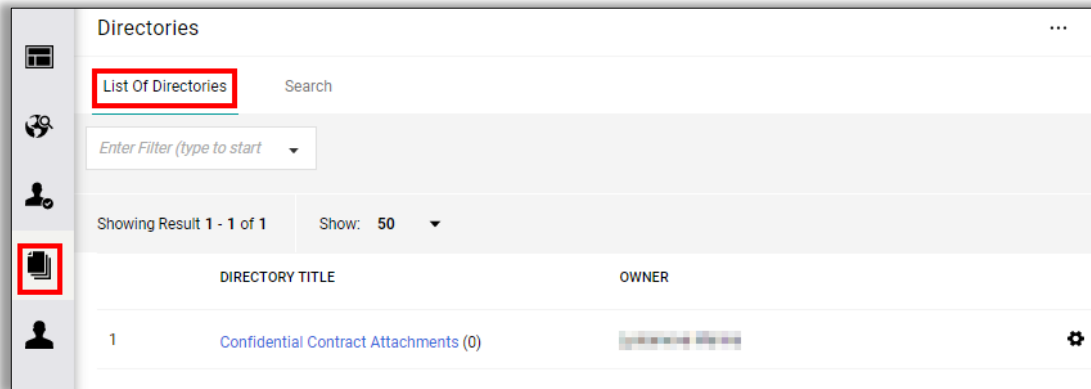 Directories
...
List Of Directories Search
Enter Filter (type to start
Showing Result 1 - 1 of 1 Show: 50
DIRECTORY TITLE OWNER
1 Confidential Contract Attachments (0)